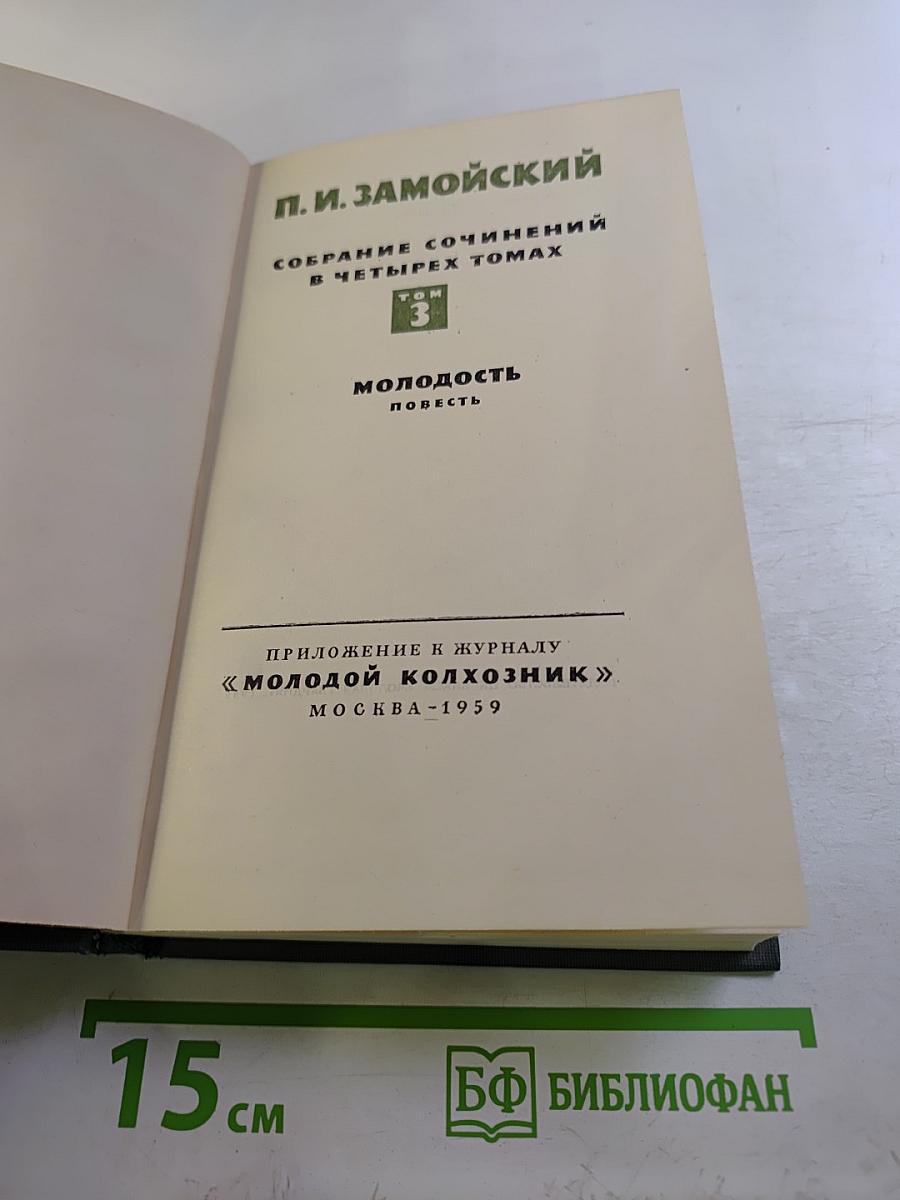 П. И. ЗАМОЙСКИЙ
СОБРАНИЕ СОЧИНЕНИЙ
В ЧЕТЫРЕХ ТОМАХ
ТОМ
3
МОЛОДОСТЬ
ПОВЕСТЬ
ПРИЛОЖЕНИЕ К ЖУРНАЛУ
«МОЛОДОЙ КОЛХОЗНИК»
МОСКВА-1959
15 см
БФ БИБЛИОФАН